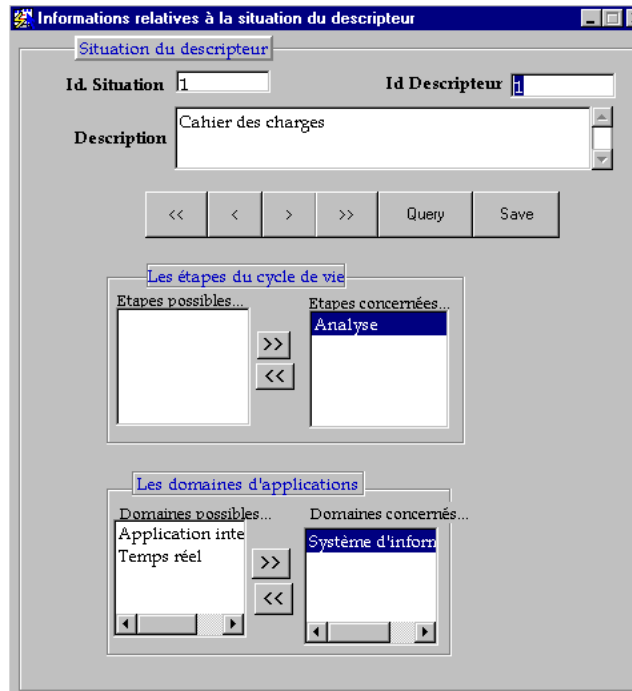 Informations relatives à la situation du descripteur
Situation du descripteur
Id. Situation 1 Id Descripteur 1
Description Cahier des charges
<< < > >> Query Save
Les étapes du cycle de vie
Etapes possibles... Etapes concernées...
Analyse
>>
<<
Les domaines d'applications
Domaines possibles... Domaines concernés...
Application inte Système d'inforn
Temps réel
>>
<<